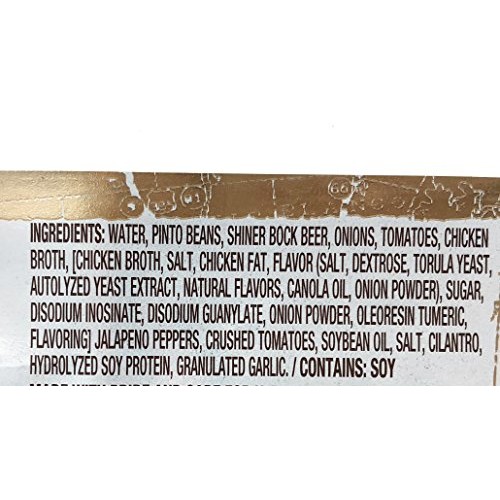 INGREDIENTS: WATER, PINTO BEANS, SHINER BOCK BEER, ONIONS, TOMATOES, CHICKEN
BROTH, [CHICKEN BROTH, SALT, CHICKEN FAT, FLAVOR (SALT, DEXTROSE, TORULA YEAST,
AUTOLYZED YEAST EXTRACT, NATURAL FLAVORS, CANOLA OIL, ONION POWDER), SUGAR,
DISODIUM INOSINATE, DISODIUM GUANYLATE, ONION POWDER, OLEORESIN TUMERIC,
FLAVORING] JALAPENO PEPPERS, CRUSHED TOMATOES, SOYBEAN OIL, SALT, CILANTRO,
HYDROLYZED SOY PROTEIN, GRANULATED GARLIC. / CONTAINS: SOY